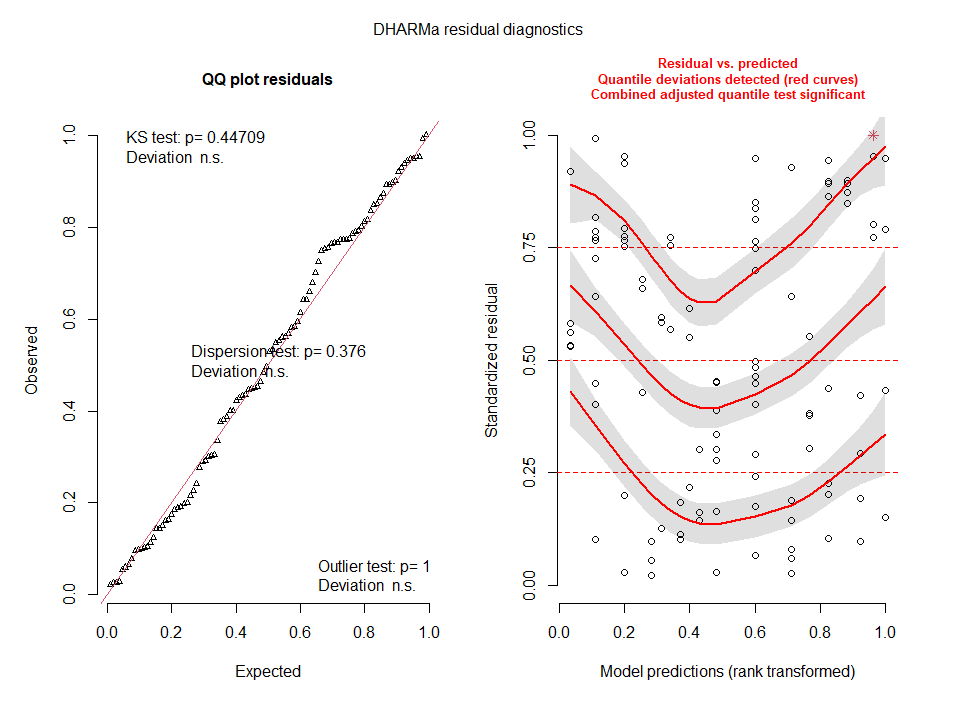 DHARMa residual diagnostics
QQ plot residuals
KS test: p= 0.44709
Deviation n.s.
Dispersion test: p= 0.376
Deviation n.s.
Outlier test: p= 1
Deviation n.s.
Observed
0.0
0.2
0.4
0.6
0.8
1.0
0.0
0.2
0.4
0.6
0.8
1.0
Expected
Residual vs. predicted
Quantile deviations detected (red curves)
Combined adjusted quantile test significant
Standardized residual
0.00
0.25
0.50
0.75
1.00
0.0
0.2
0.4
0.6
0.8
1.0
Model predictions (rank transformed)